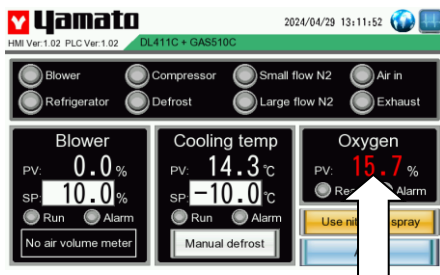 Yamato
2024/04/29 13:11:52
HMI Ver:1.02 PLC Ver:1.02
DL411C + GAS510C
Blower
Compressor
Small flow N2
Air in
Refrigerator
Defrost
Large flow N2
Exhaust
Blower
PV: 0.0 %
SP: 10.0 %
Run
Alarm
No air volume meter
Cooling temp
PV: 14.3 ℃
SP: -10.0 ℃
Run
Alarm
Manual defrost
Oxygen
PV: 15.7 %
Alarm
Use spray